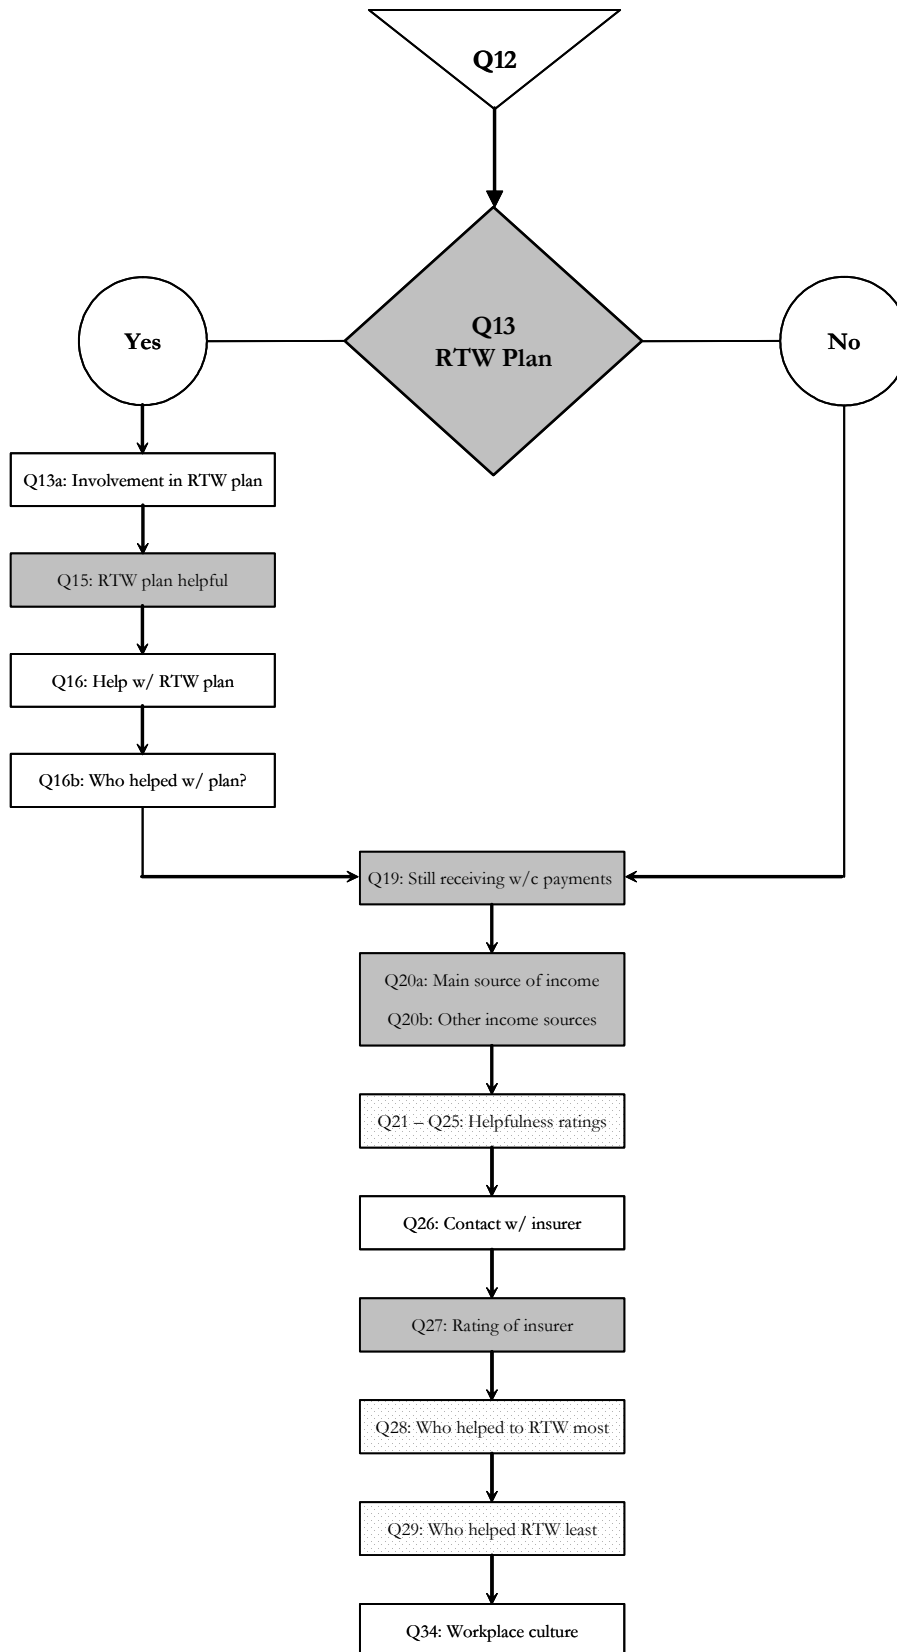 Q12
Q13
RTW Plan
Yes
No
Q13a: Involvement in RTW plan
Q15: RTW plan helpful
Q16: Help w/ RTW plan
Q16b: Who helped w/ plan?
Q19: Still receiving w/c payments
Q20a: Main source of income
Q20b: Other income sources
Q21 – Q25: Helpfulness ratings
Q26: Contact w/ insurer
Q27: Rating of insurer
Q28: Who helped to RTW most
Q29: Who helped RTW least
Q34: Workplace culture